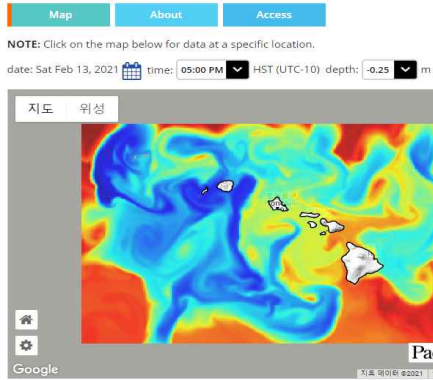 Map About Access
NOTE: Click on the map below for data at a specific location.
date: Sat Feb 13, 2021 time: 05:00 PM HST (UTC-10) depth: -0.25 m
지도 위성
Pa
Google
지도 데이터 ©2021